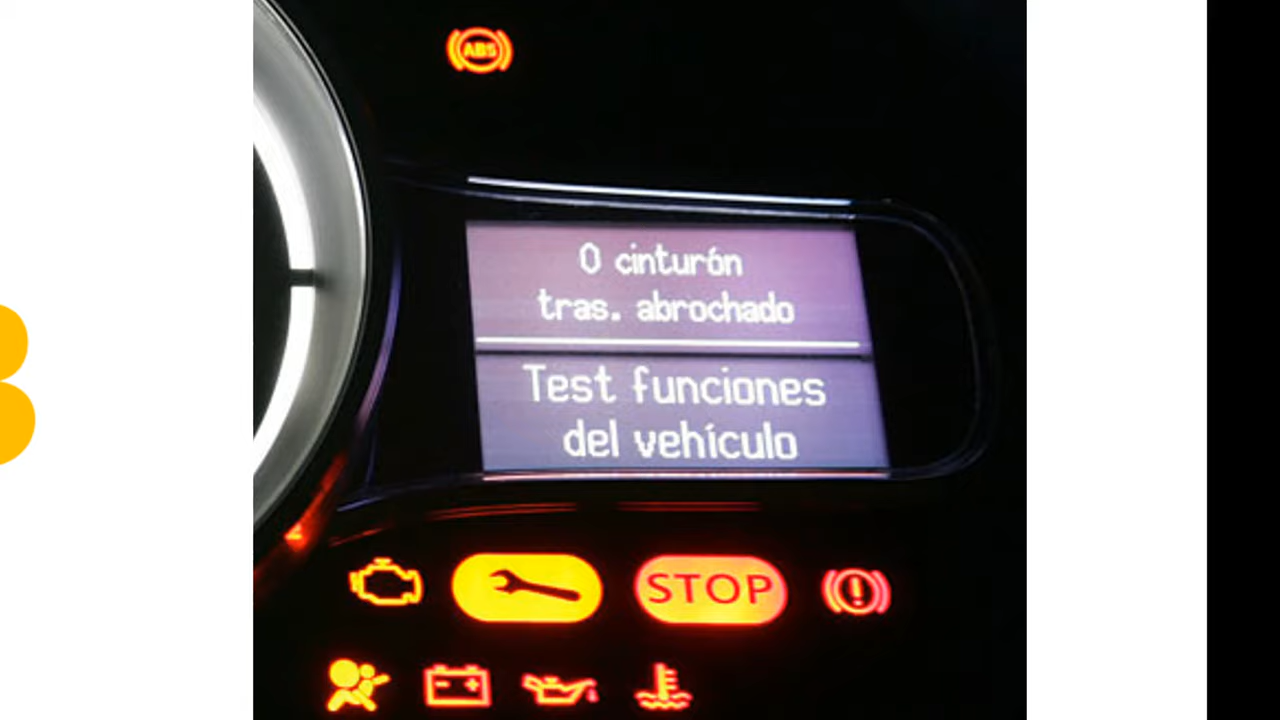 ABS
0 cinturón
tras. abrochado
Test funciones
del vehículo
STOP